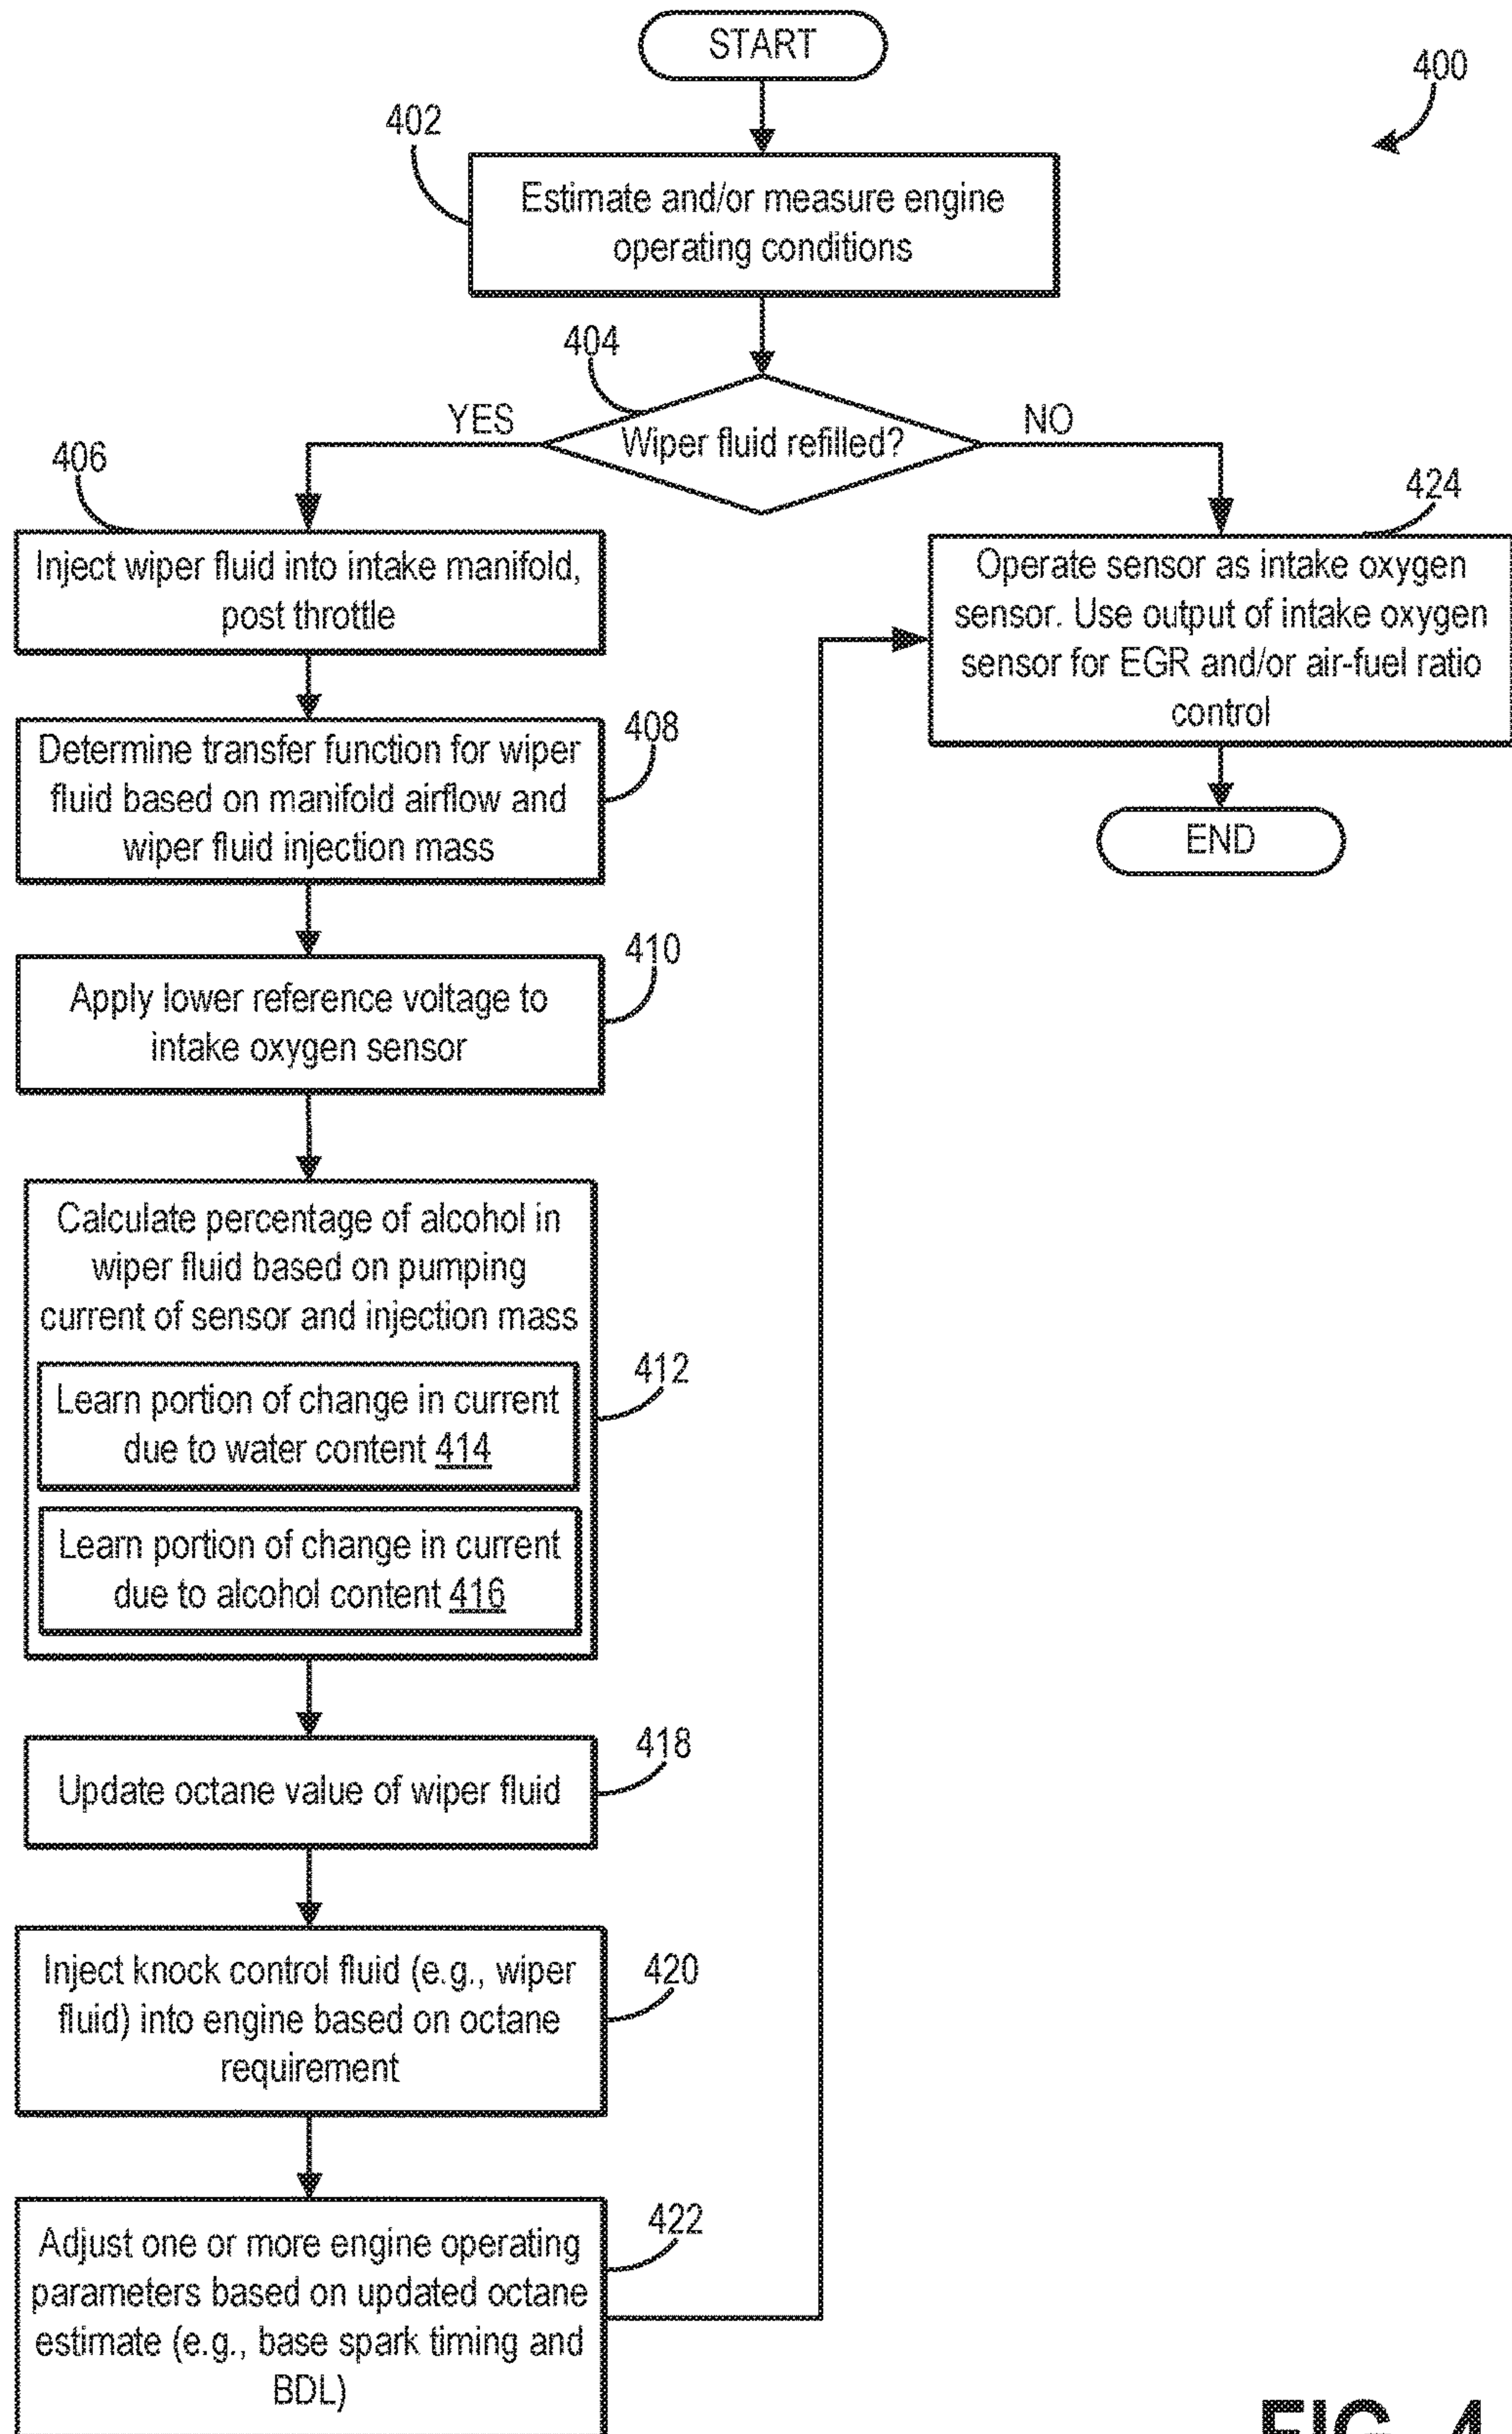 START
400
402
Estimate and/or measure engine
operating conditions
404
YES
Wiper fluid refilled?
NO
406
Inject wiper fluid into intake manifold,
post throttle
424
Operate sensor as intake oxygen
sensor. Use output of intake oxygen
sensor for EGR and/or air-fuel ratio
control
END
408
Determine transfer function for wiper
fluid based on manifold airflow and
wiper fluid injection mass
410
Apply lower reference voltage to
intake oxygen sensor
Calculate percentage of alcohol in
wiper fluid based on pumping
current of sensor and injection mass
412
Learn portion of change in current
due to water content 414
Learn portion of change in current
due to alcohol content 416
418
Update octane value of wiper fluid
420
Inject knock control fluid (e.g., wiper
fluid) into engine based on octane
requirement
422
Adjust one or more engine operating
parameters based on updated octane
estimate (e.g., base spark timing and
BDL)
FIG. 4